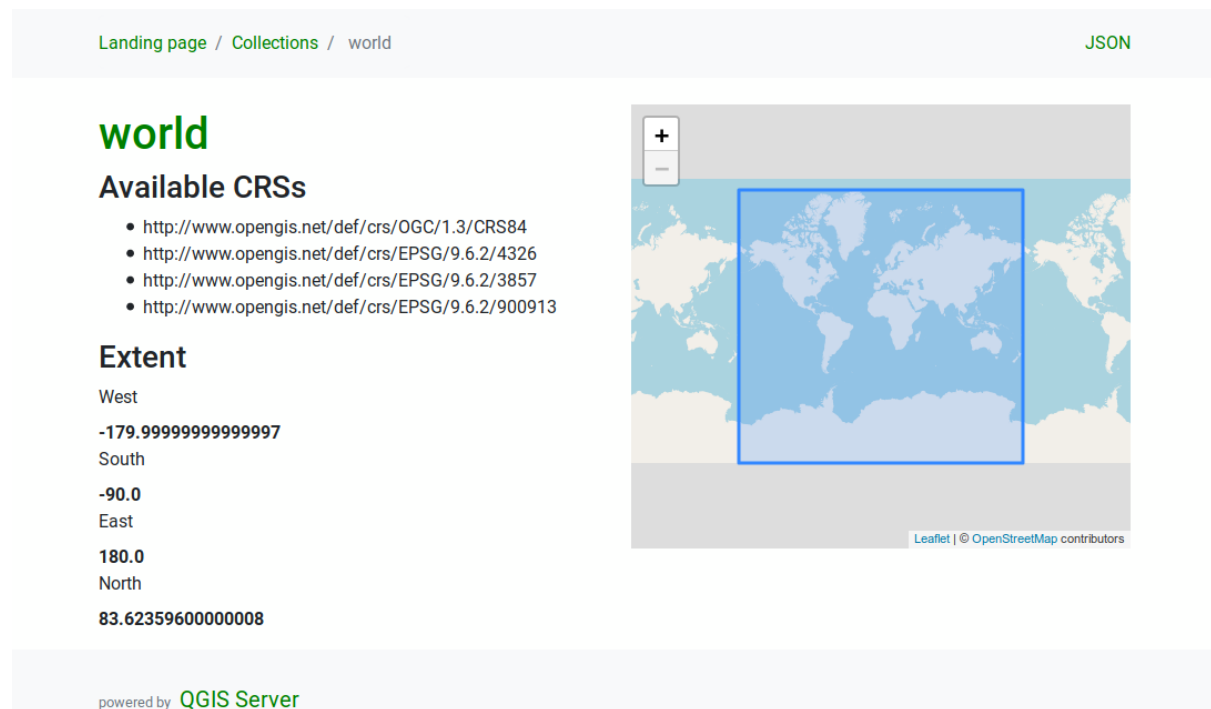 Landing page / Collections / world
JSON
world
Available CRSs
http://www.opengis.net/def/crs/OGC/1.3/CRS84
http://www.opengis.net/def/crs/EPSG/9.6.2/4326
http://www.opengis.net/def/crs/EPSG/9.6.2/3857
http://www.opengis.net/def/crs/EPSG/9.6.2/900913
Extent
West
-179.99999999999997
South
-90.0
East
180.0
North
83.62359600000008
+
−
Leaflet | © OpenStreetMap contributors
powered by QGIS Server